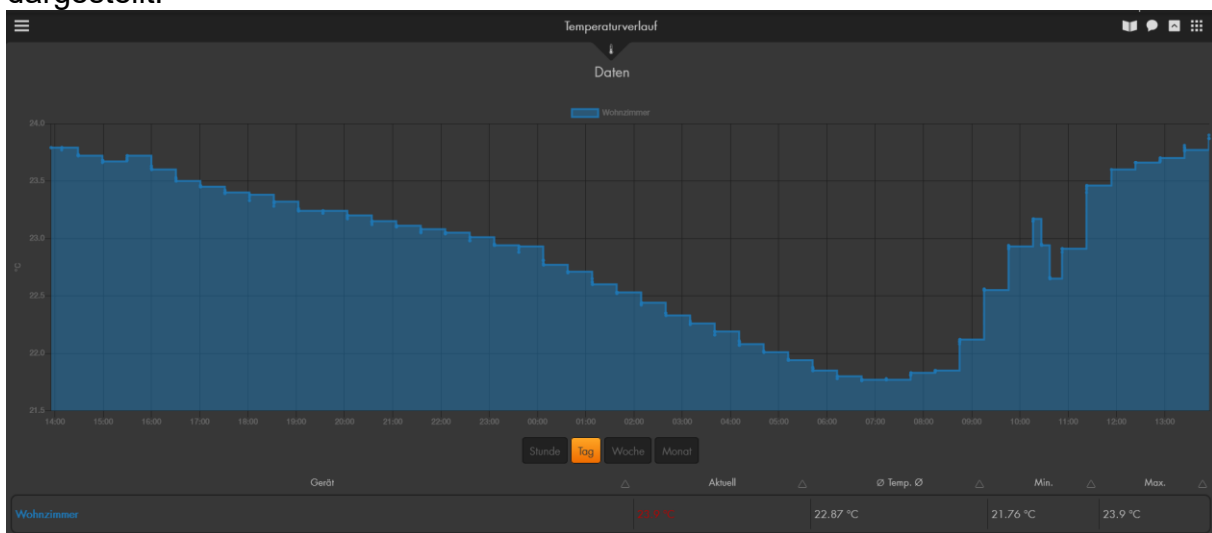 dargestellt.
Temperaturverlauf
Daten
Wohnzimmer
24.0
23.5
23.0
°C
22.5
22.0
21.5
14:00 15:00 16:00 17:00 18:00 19:00 20:00 21:00 22:00 23:00 00:00 01:00 02:00 03:00 04:00 05:00 06:00 07:00 08:00 09:00 10:00 11:00 12:00 13:00
Stunde Tag Woche Monat
Gerät Aktuell Ø Temp. Ø Min. Max.
Wohnzimmer 22.87 °C 21.76 °C 23.9 °C